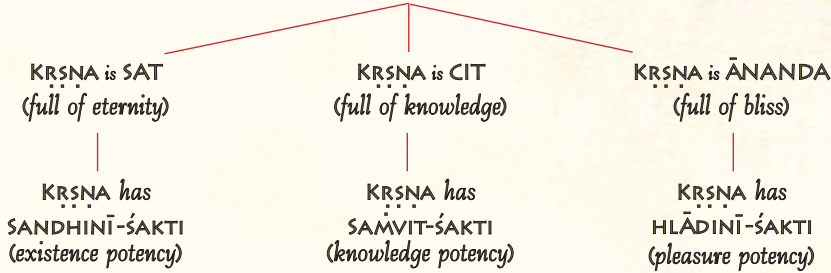 KṚṢṆA is SAT
(full of eternity)
KṚṢṆA is CIT
(full of knowledge)
KṚṢṆA is ĀNANDA
(full of bliss)
KṚṢṆA has
SANDHINĪ-ŚAKTI
(existence potency)
KṚṢṆA has
SAṀVIT-ŚAKTI
(knowledge potency)
KṚṢṆA has
HLĀDINĪ-ŚAKTI
(pleasure potency)